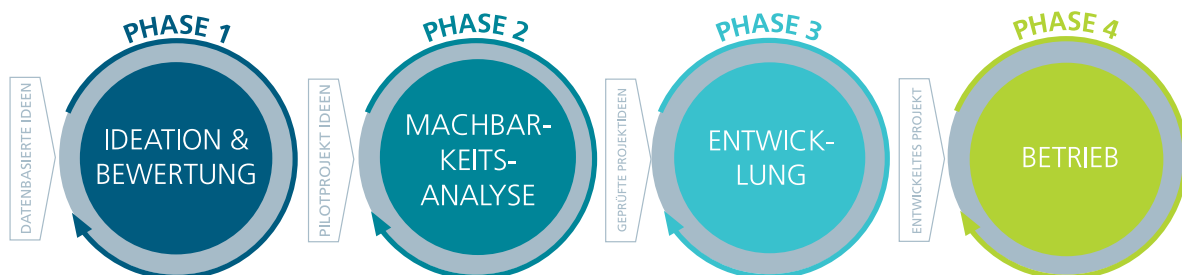 PHASE 1
DATENBASIERTE IDEEN
IDEATION &
BEWERTUNG
PHASE 2
PILOTPROJEKT IDEEN
MACHBAR-
KEITS-
ANALYSE
PHASE 3
GEPRÜFTE PROJEKTIDEEN
ENTWICK-
LUNG
PHASE 4
ENTWICKELTES PROJEKT
BETRIEB